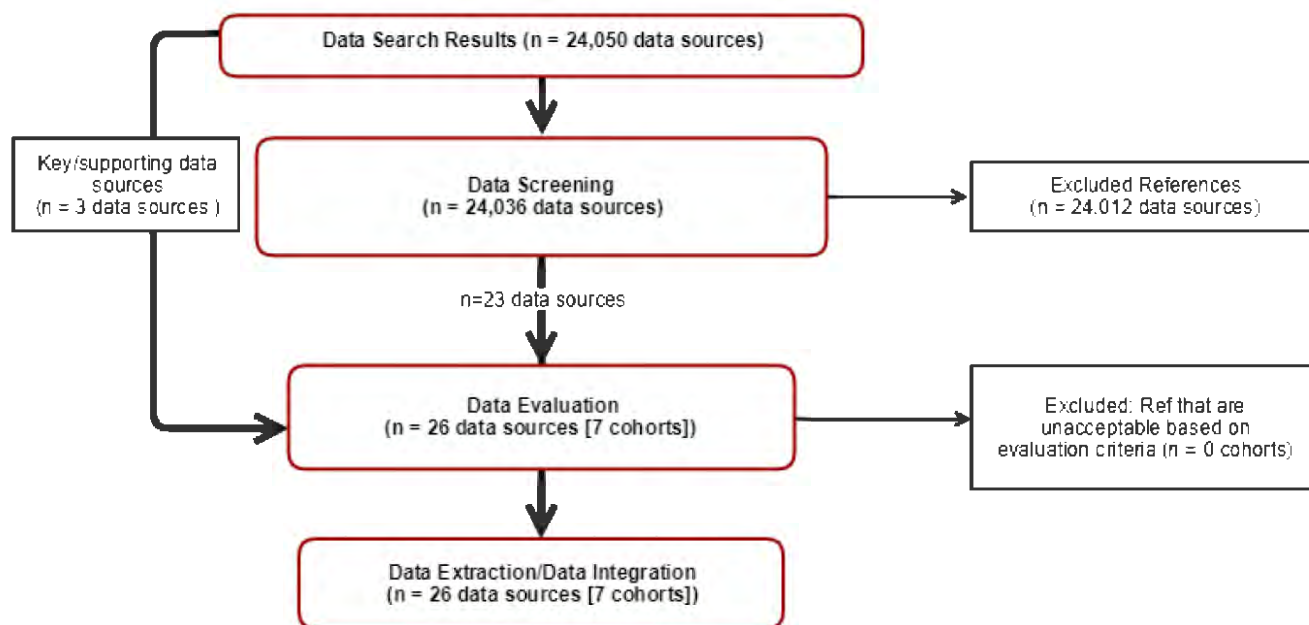 Data Search Results (n = 24,050 data sources)
Key/supporting data
sources
(n = 3 data sources )
Data Screening
(n = 24,036 data sources)
Excluded References
(n = 24.012 data sources)
n=23 data sources
Data Evaluation
(n = 26 data sources [7 cohorts])
Excluded: Ref that are
unacceptable based on
evaluation criteria (n = 0 cohorts)
Data Extraction/Data Integration
(n = 26 data sources [7 cohorts])